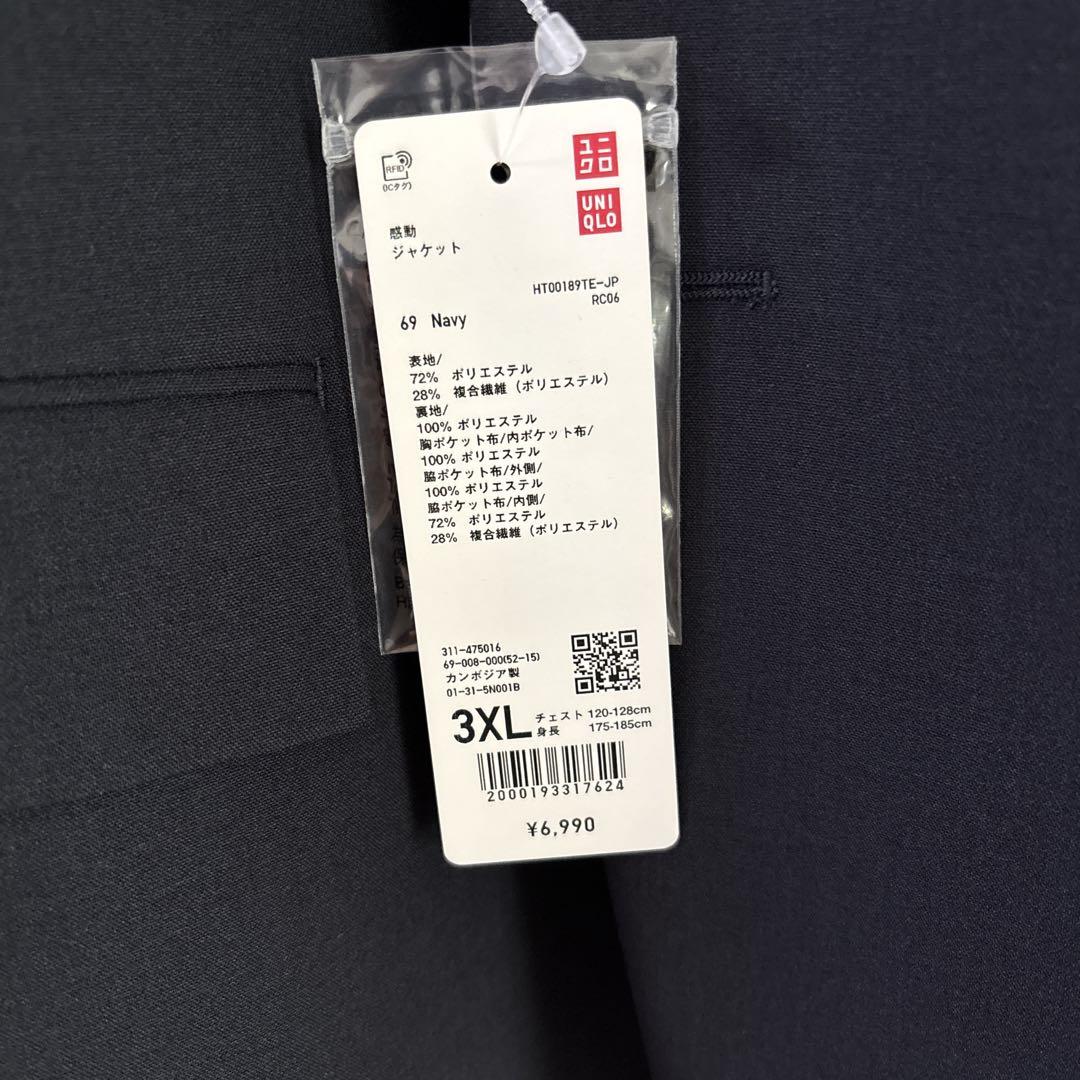 RFID
(ICタグ)
ユニ
クロ
UNI
QLO
感動
ジャケット
HT00189TE-JP
RC06
69 Navy
表地/
72% ポリエステル
28% 複合繊維(ポリエステル)
裏地/
100% ポリエステル
胸ポケット布/内ポケット布/
100% ポリエステル
脇ポケット布/外側/
100% ポリエステル
脇ポケット布/内側/
72% ポリエステル
28% 複合繊維(ポリエステル)
311-475016
69-008-000(52-15)
カンボジア製
01-31-5N001B
3XL チェスト 120-128cm
身長 175-185cm
2000193317624
¥6,990